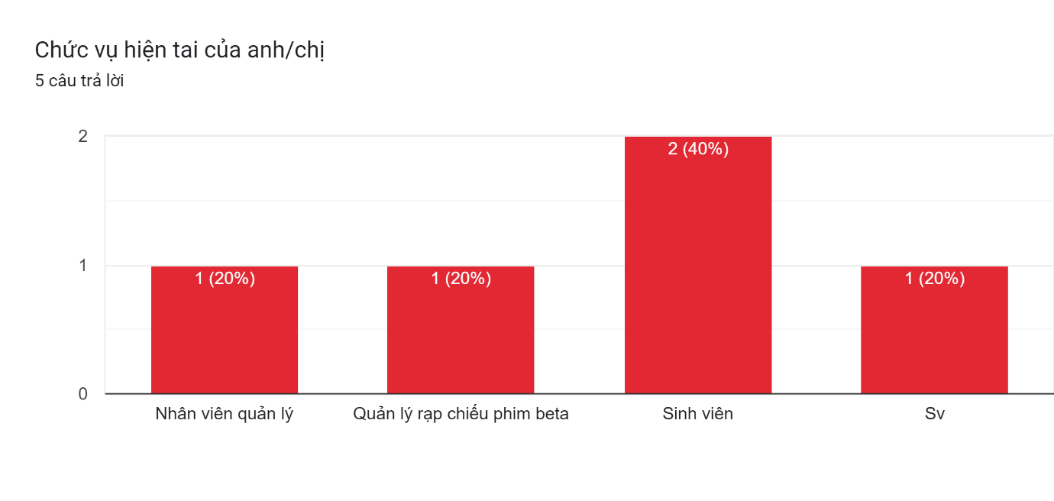 Chức vụ hiện tai của anh/chị
5 câu trả lời
2
1
0
1 (20%)
1 (20%)
2 (40%)
1 (20%)
Nhân viên quản lý
Quản lý rạp chiếu phim beta
Sinh viên
Sv